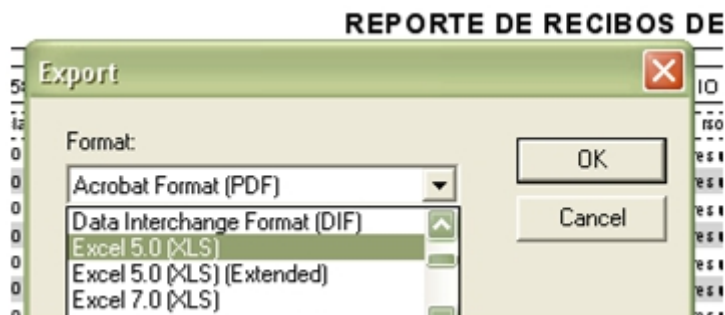 REPORTE DE RECIBOS DE
Export
IO
Format:
OK
Acrobat Format (PDF)
Data Interchange Format (DIF)
Cancel
Excel 5.0 (XLS)
Excel 5.0 (XLS) (Extended)
Excel 7.0 (XLS)